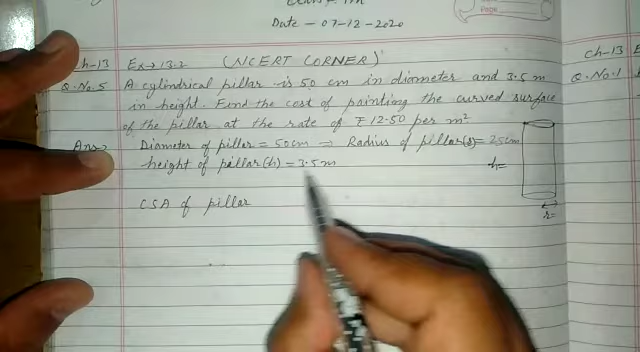 Date - 07-12-2020
Ch-13 Ex→13.2 (NCERT CORNER)
Q.No.5 A cylindrical pillar is 50 cm in diameter and 3.5 m
in height. Find the cost of painting the curved surface
of the pillar at the rate of ₹12.50 per m²
Ans→ Diameter of pillar = 50cm → Radius of pillar(r)= 25cm
height of pillar(h) = 3.5m
h=
CSA of pillar
r=
Ch-13
Q.No.1